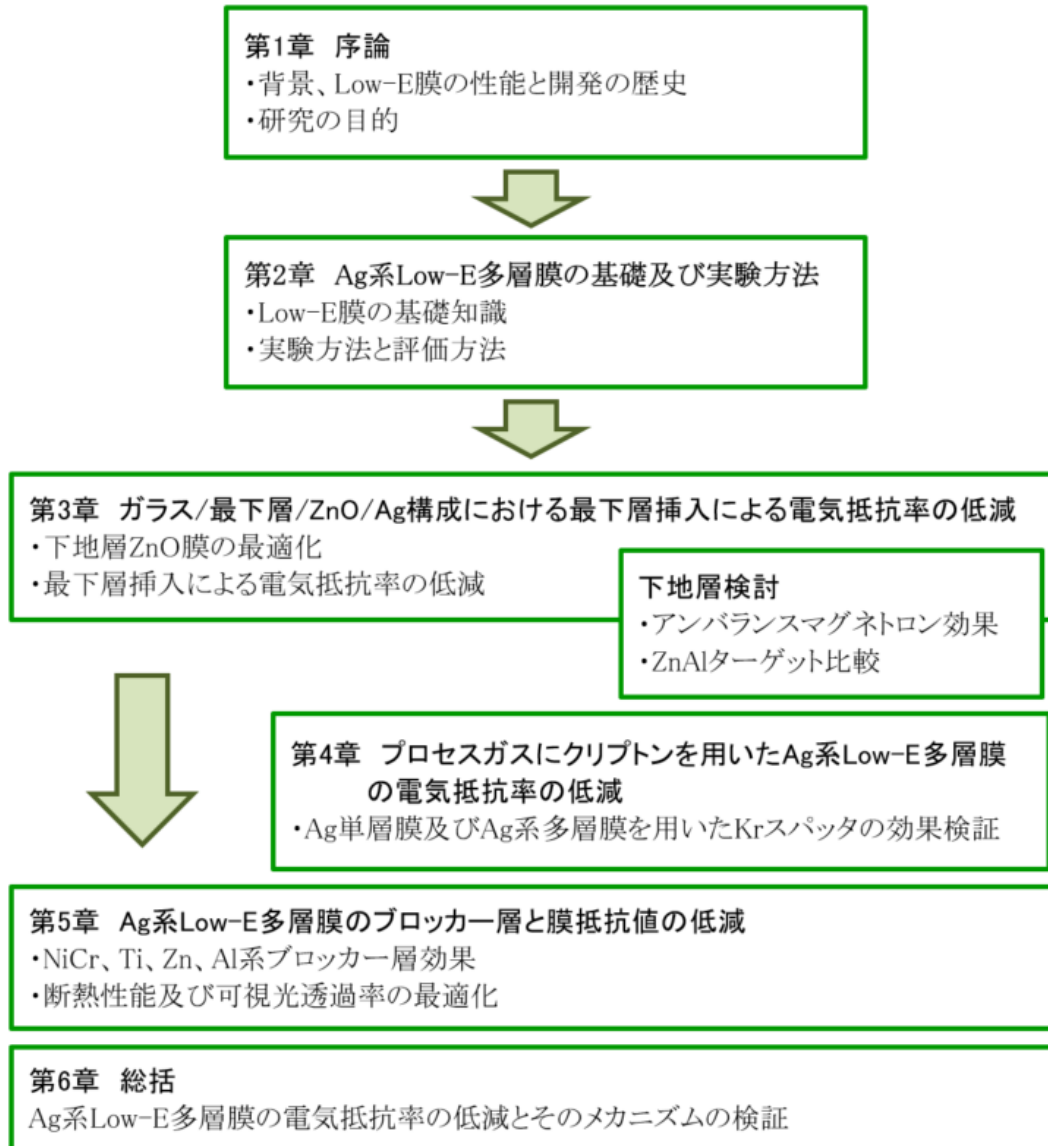 第1章　序論
・背景、Low-E膜の性能と開発の歴史
・研究の目的
第2章　Ag系Low-E多層膜の基礎及び実験方法
・Low-E膜の基礎知識
・実験方法と評価方法
第3章　ガラス/最下層/ZnO/Ag構成における最下層挿入による電気抵抗率の低減
・下地層ZnO膜の最適化
・最下層挿入による電気抵抗率の低減
下地層検討
・アンバランスマグネトロン効果
・ZnAlターゲット比較
第4章　プロセスガスにクリプトンを用いたAg系Low-E多層膜
の電気抵抗率の低減
・Ag単層膜及びAg系多層膜を用いたKrスパッタの効果検証
第5章　Ag系Low-E多層膜のブロッカー層と膜抵抗値の低減
・NiCr、Ti、Zn、Al系ブロッカー層効果
・断熱性能及び可視光透過率の最適化
第6章　総括
Ag系Low-E多層膜の電気抵抗率の低減とそのメカニズムの検証